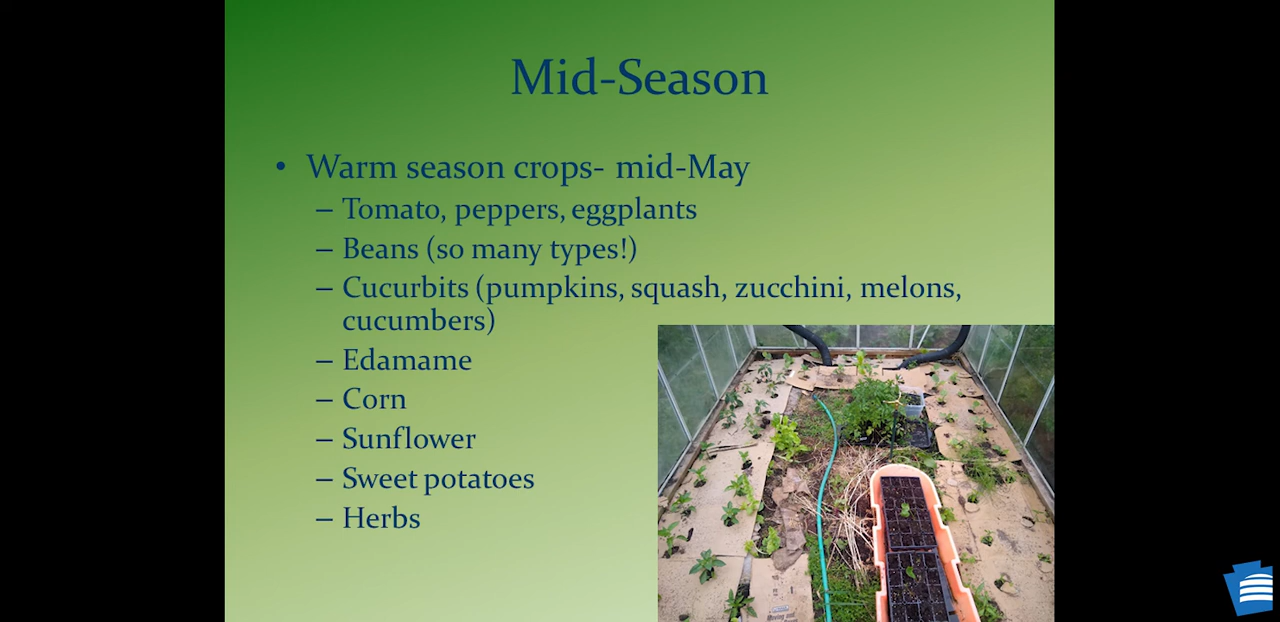 Mid-Season
• Warm season crops- mid-May
– Tomato, peppers, eggplants
– Beans (so many types!)
– Cucurbits (pumpkins, squash, zucchini, melons,
cucumbers)
– Edamame
– Corn
– Sunflower
– Sweet potatoes
– Herbs